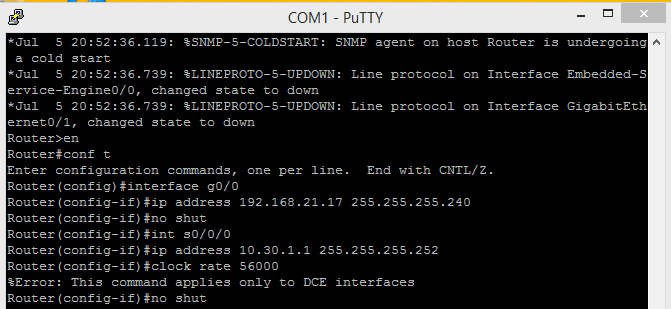 COM1 - PuTTY
*Jul  5 20:52:36.119: %SNMP-5-COLDSTART: SNMP agent on host Router is undergoing
 a cold start
*Jul  5 20:52:36.739: %LINEPROTO-5-UPDOWN: Line protocol on Interface Embedded-S
ervice-Engine0/0, changed state to down
*Jul  5 20:52:36.739: %LINEPROTO-5-UPDOWN: Line protocol on Interface GigabitEth
ernet0/1, changed state to down
Router>en
Router#conf t
Enter configuration commands, one per line.  End with CNTL/Z.
Router(config)#interface g0/0
Router(config-if)#ip address 192.168.21.17 255.255.255.240
Router(config-if)#no shut
Router(config-if)#int s0/0/0
Router(config-if)#ip address 10.30.1.1 255.255.255.252
Router(config-if)#clock rate 56000
%Error: This command applies only to DCE interfaces
Router(config-if)#no shut